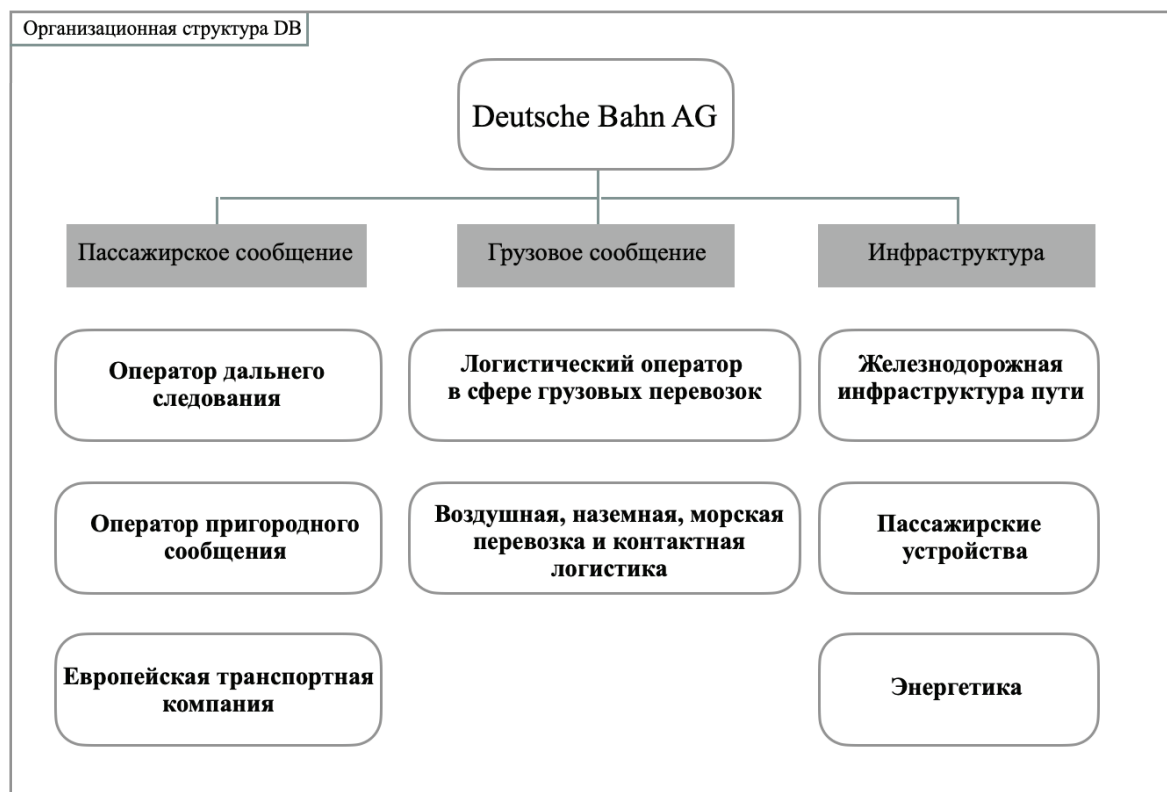 Организационная структура DB
Deutsche Bahn AG
Пассажирское сообщение
Грузовое сообщение
Инфраструктура
Оператор дальнего
следования
Логистический оператор
в сфере грузовых перевозок
Железнодорожная
инфраструктура пути
Оператор пригородного
сообщения
Воздушная, наземная, морская
перевозка и контактная
логистика
Пассажирские
устройства
Европейская транспортная
компания
Энергетика